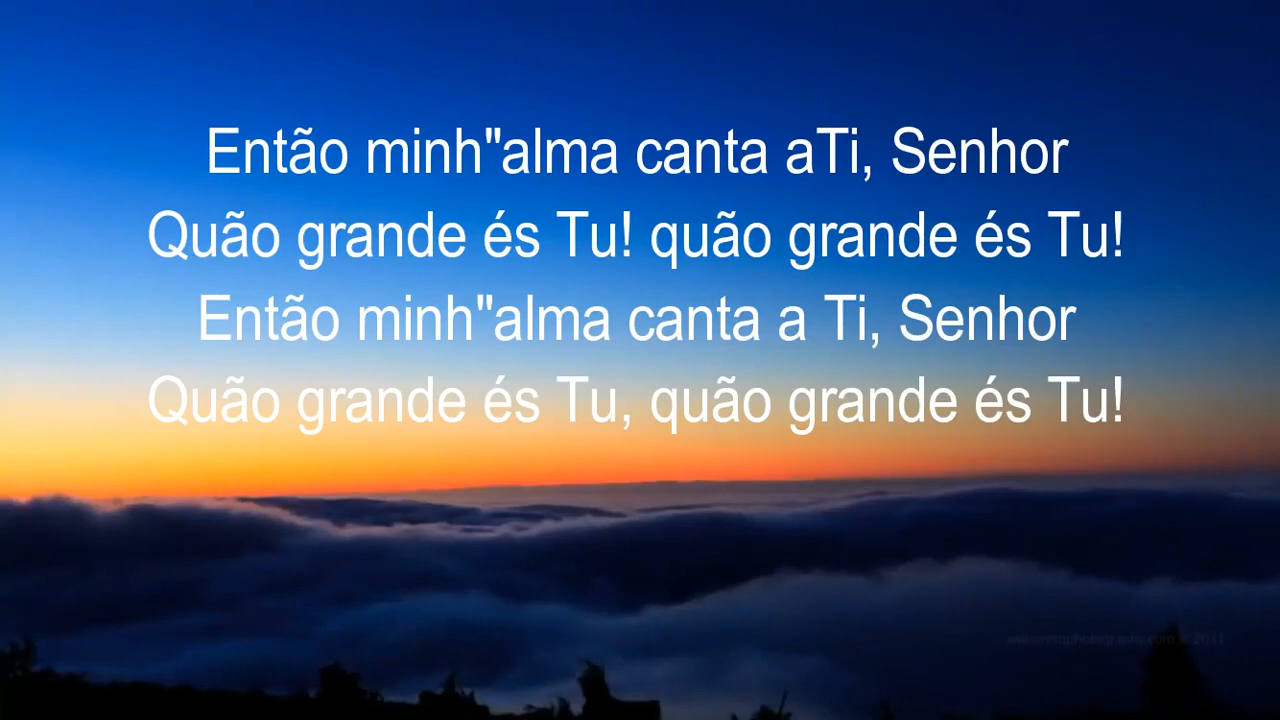 Então minh"alma canta aTi, Senhor
Quão grande és Tu! quão grande és Tu!
Então minh"alma canta a Ti, Senhor
Quão grande és Tu, quão grande és Tu!